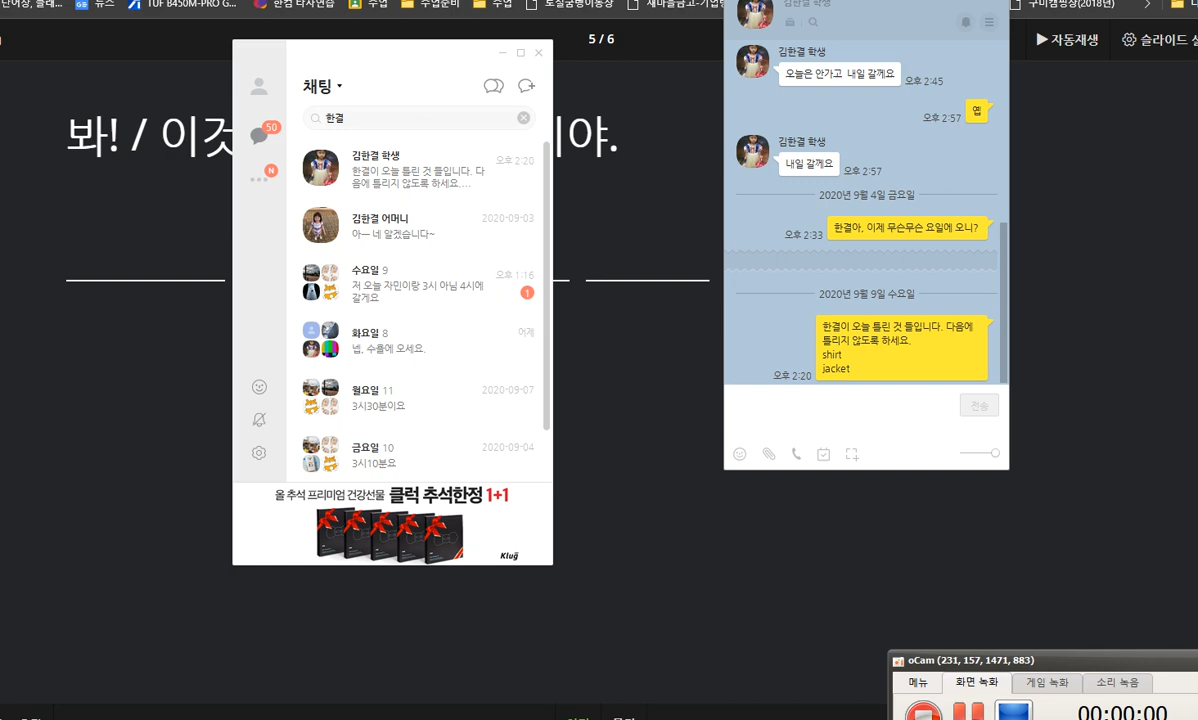 뉴스
TUF B450M-PRO G...
한컴 타자연습
수업
수업준비
수업
구미캠핑장(2018년)
5 / 6
자동재생
슬라이드
봐! / 이것
야.
채팅
50
N
한결
김한결 학생
오후 2:20
한결이 오늘 틀린 것 들입니다. 다
음에 틀리지 않도록 하세요....
김한결 어머니
2020-09-03
아— 네 알겠습니다~
수요일 9
오후 1:16
저 오늘 자민이랑 3시 아님 4시에
갈게요
1
화요일 8
어제
넵, 수욜에 오세요.
월요일 11
2020-09-07
3시30분이요
금요일 10
2020-09-04
3시10분요
올 추석 프리미엄 건강선물 클럭 추석한정 1+1
Klug
김한결 학생
김한결 학생
오늘은 안가고 내일 갈께요
오후 2:45
옙
오후 2:57
김한결 학생
내일 갈께요
오후 2:57
2020년 9월 4일 금요일
한결아, 이제 무슨무슨 요일에 오니?
오후 2:33
2020년 9월 9일 수요일
한결이 오늘 틀린 것 들입니다. 다음에
틀리지 않도록 하세요.
shirt
jacket
오후 2:20
전송
oCam (231, 157, 1471, 883)
메뉴
화면 녹화
게임 녹화
소리 녹음
00:00:00